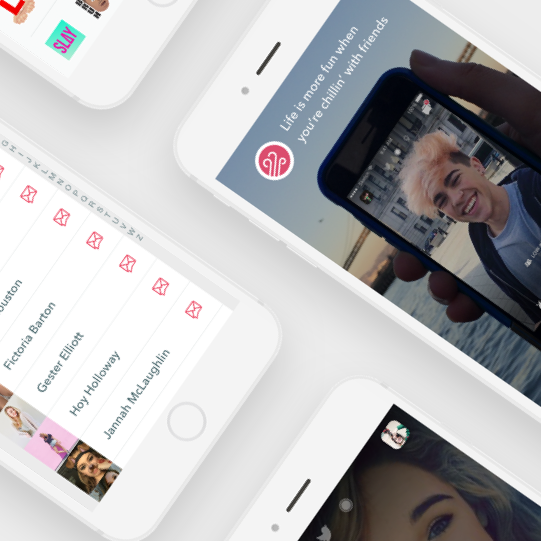 SLAY
Life is more fun when
you're chillin' with friends
G H I J K L M N O P Q R S T U V W Z
ouston
Fictoria Barton
Gester Elliott
Hoy Holloway
Jannah McLaughlin